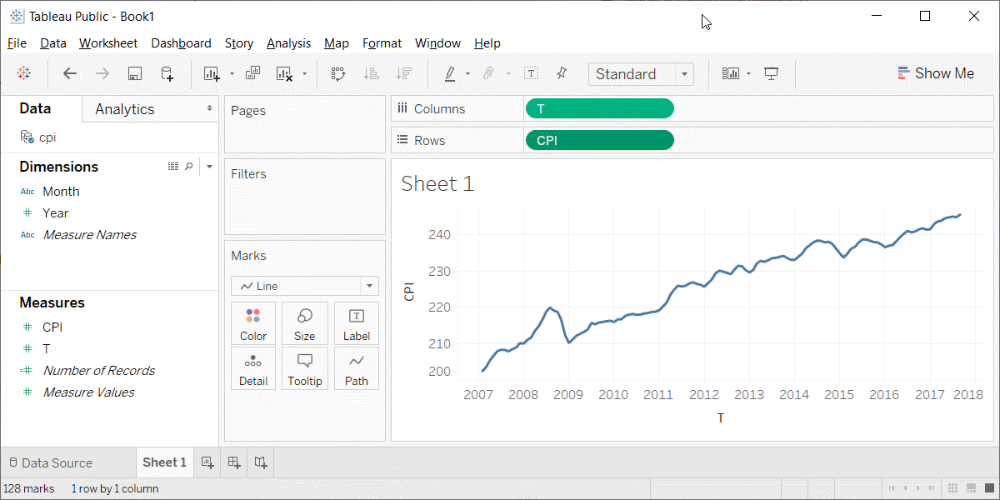 Tableau Public - Book1
File Data Worksheet Dashboard Story Analysis Map Format Window Help
Standard
Show Me
Data
Analytics
cpi
Dimensions
Abc Month
# Year
Abc Measure Names
Measures
# CPI
# T
=# Number of Records
# Measure Values
Pages
Filters
Marks
Line
Color
Size
T
Label
Detail
Tooltip
Path
Columns
T
Rows
CPI
Sheet 1
CPI
240
230
220
210
200
2007 2008 2009 2010 2011 2012 2013 2014 2015 2016 2017 2018
T
Data Source
Sheet 1
128 marks 1 row by 1 column